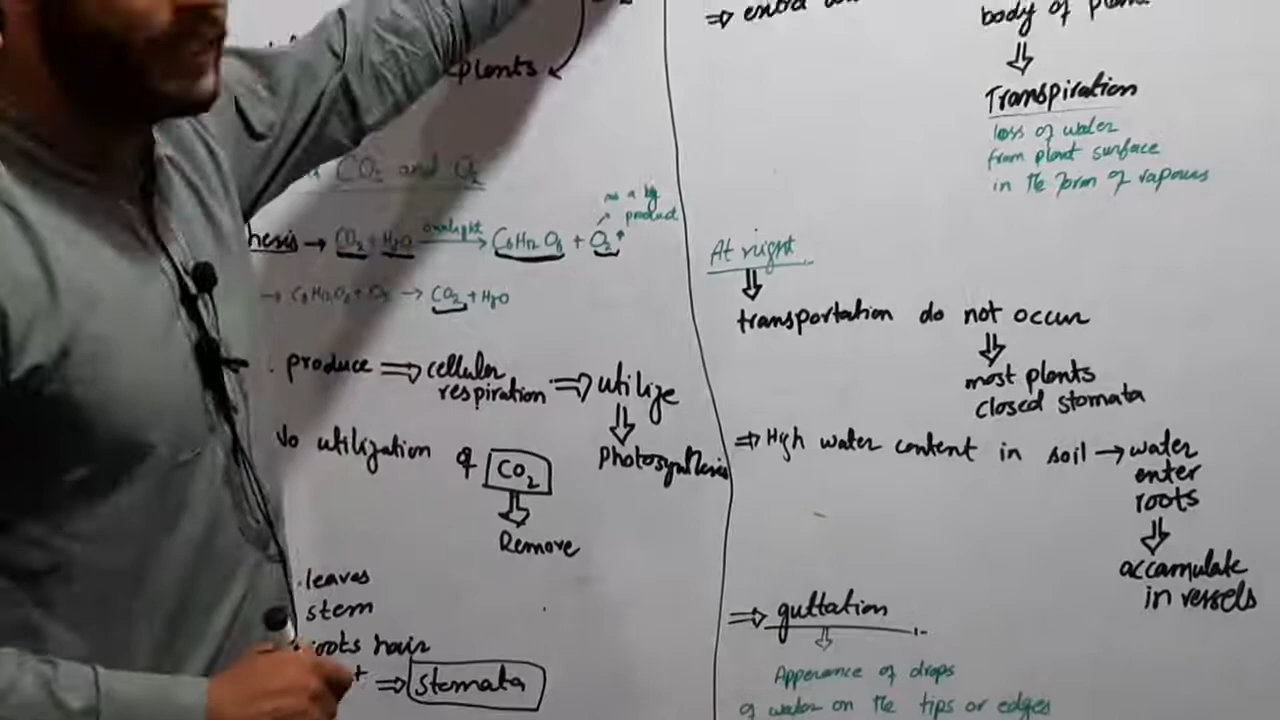 plants
CO2 and O2
as a by
product
hesis → CO2 + H2O sunlight → C6H12O6 + O2 ↑
→ C6H12O6 + O2 → CO2 + H2O
produce ⇒ cellular
respiration ⇒ utilize
⇓
Photosynthesis
No utilization of CO2
⇓
Remove
leaves
stem
roots hair
⇒ stomata
⇒
body of
⇓
Transpiration
loss of water
from plant surface
in the form of vapours
At night
⇓
transportation do not occur
⇓
most plants
closed stomata
⇒ High water content in soil → water
enter
roots
⇓
accumulate
in vessels
⇒ guttation
⇓
Apperance of drops
of water on the tips or edges